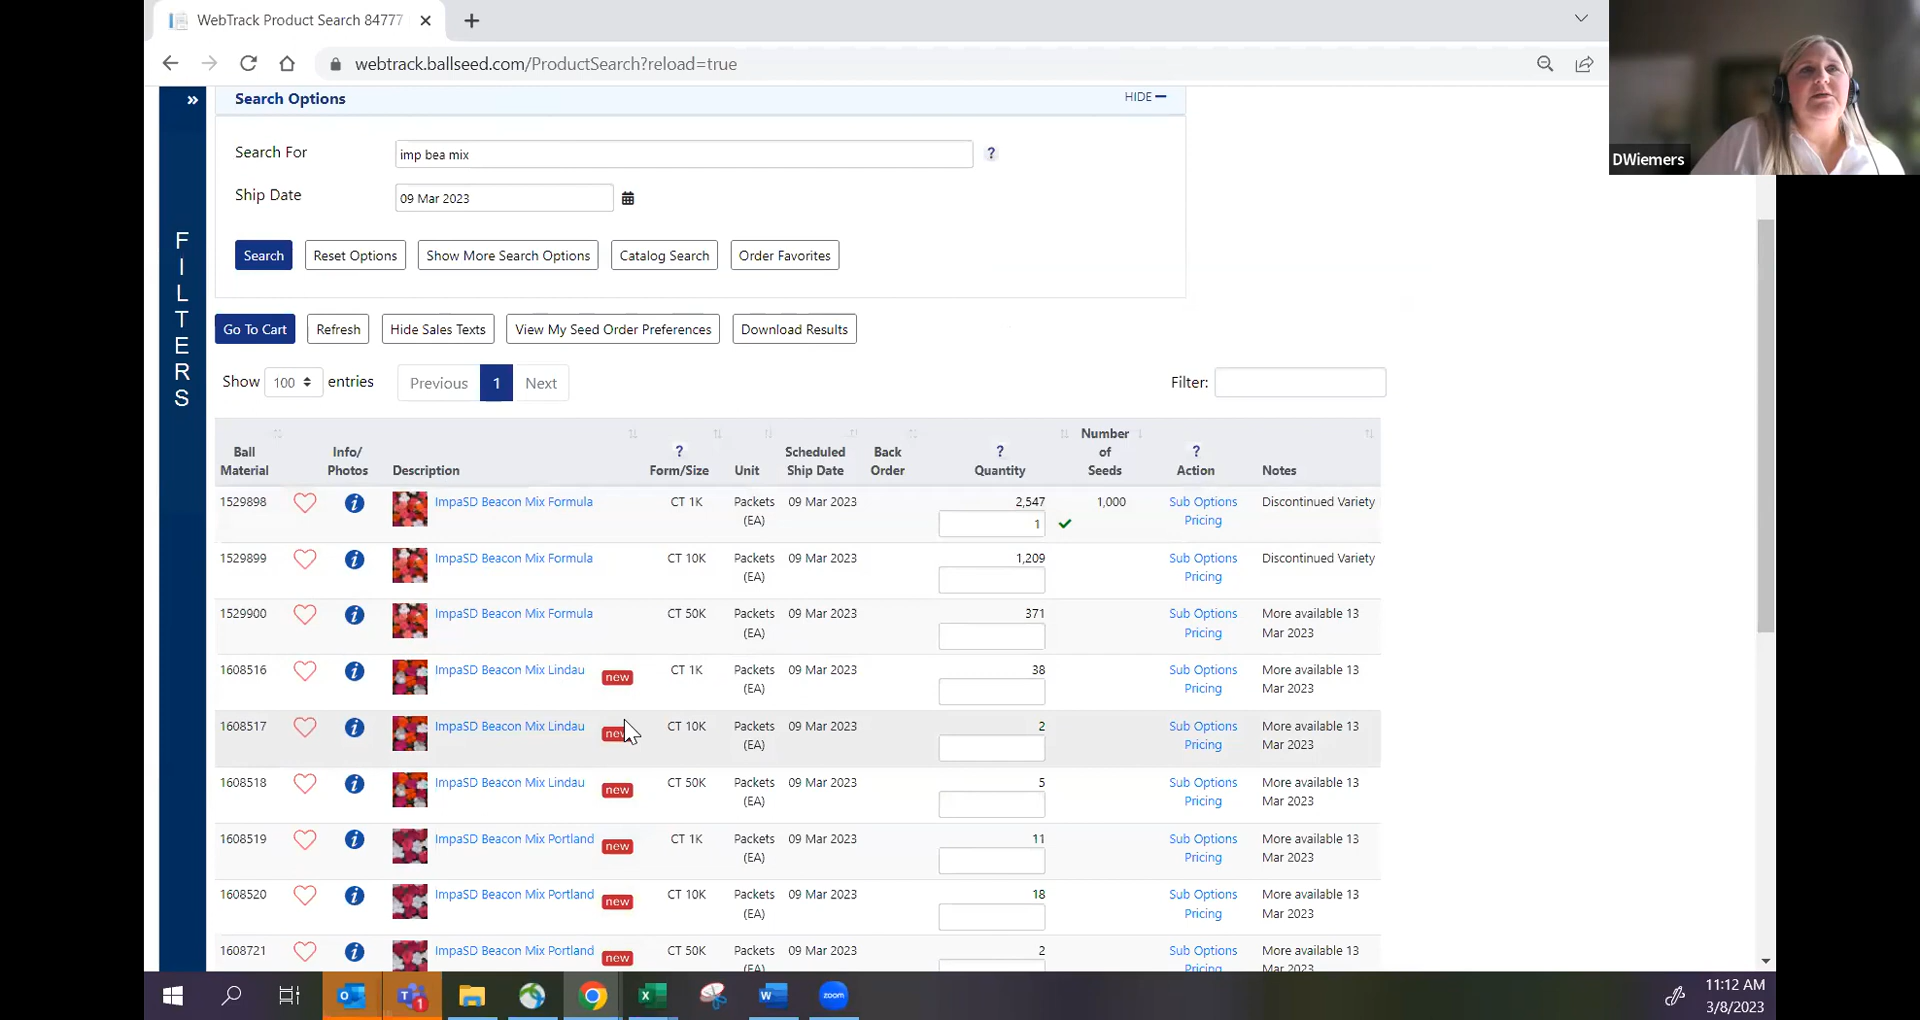 WebTrack Product Search 84777
webtrack.ballseed.com/ProductSearch?reload=true
DWiemers
»
Search Options
HIDE
Search For
imp bea mix
?
Ship Date
09 Mar 2023
Search
Reset Options
Show More Search Options
Catalog Search
Order Favorites
FILTERS
Go To Cart
Refresh
Hide Sales Texts
View My Seed Order Preferences
Download Results
Show 100 entries
Previous 1 Next
Filter:
Ball Material
Info/ Photos
Description
? Form/Size
Unit
Scheduled Ship Date
Back Order
? Quantity
Number of Seeds
? Action
Notes
1529898 i ImpaSD Beacon Mix Formula CT 1K Packets 09 Mar 2023 2,547 1,000 Sub Options Discontinued Variety
(EA) 1 Pricing
1529899 i ImpaSD Beacon Mix Formula CT 10K Packets 09 Mar 2023 1,209 Sub Options Discontinued Variety
(EA) Pricing
1529900 i ImpaSD Beacon Mix Formula CT 50K Packets 09 Mar 2023 371 Sub Options More available 13
(EA) Pricing Mar 2023
1608516 i ImpaSD Beacon Mix Lindau new CT 1K Packets 09 Mar 2023 38 Sub Options More available 13
(EA) Pricing Mar 2023
1608517 i ImpaSD Beacon Mix Lindau new CT 10K Packets 09 Mar 2023 2 Sub Options More available 13
(EA) Pricing Mar 2023
1608518 i ImpaSD Beacon Mix Lindau new CT 50K Packets 09 Mar 2023 5 Sub Options More available 13
(EA) Pricing Mar 2023
1608519 i ImpaSD Beacon Mix Portland new CT 1K Packets 09 Mar 2023 11 Sub Options More available 13
(EA) Pricing Mar 2023
1608520 i ImpaSD Beacon Mix Portland new CT 10K Packets 09 Mar 2023 18 Sub Options More available 13
(EA) Pricing Mar 2023
1608721 i ImpaSD Beacon Mix Portland new CT 50K Packets 09 Mar 2023 2 Sub Options More available 13
(EA) Pricing Mar 2023
zoom
11:12 AM
3/8/2023